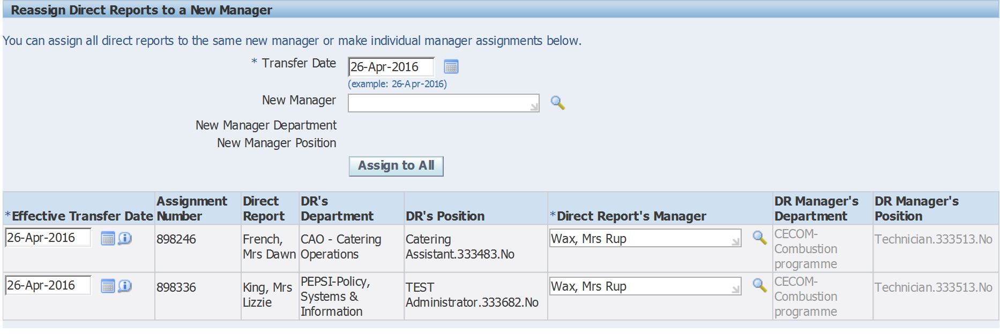 Reassign Direct Reports to a New Manager
You can assign all direct reports to the same new manager or make individual manager assignments below.
* Transfer Date 26-Apr-2016
(example: 26-Apr-2016)
New Manager
New Manager Department
New Manager Position
Assign to All
*Effective Transfer Date
Assignment
Number
Direct
Report
DR's
Department
DR's Position
*Direct Report's Manager
DR Manager's
Department
DR Manager's
Position
26-Apr-2016
898246
French,
Mrs Dawn
CAO - Catering
Operations
Catering
Assistant.333483.No
Wax, Mrs Rup
CECOM-
Combustion
programme
Technician.333513.No
26-Apr-2016
898336
King, Mrs
Lizzie
PEPSI-Policy,
Systems &
Information
TEST
Administrator.333682.No
Wax, Mrs Rup
CECOM-
Combustion
programme
Technician.333513.No